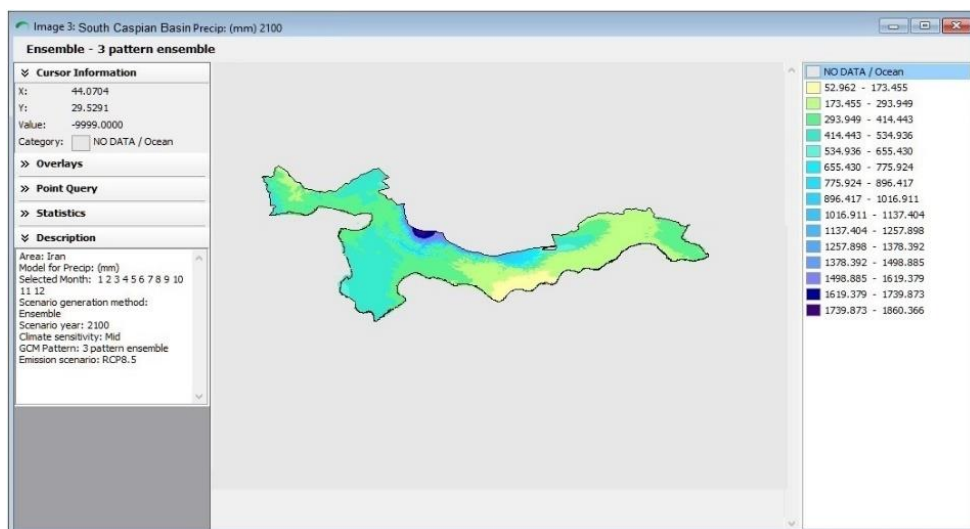 Image 3: South Caspian Basin Precip: (mm) 2100
Ensemble - 3 pattern ensemble
Cursor Information
X: 44.0704
Y: 29.5291
Value: -9999.0000
Category: NO DATA / Ocean
Overlays
Point Query
Statistics
Description
Area: Iran
Model for Precip: (mm)
Selected Month: 1 2 3 4 5 6 7 8 9 10
11 12
Scenario generation method:
Ensemble
Scenario year: 2100
Climate sensitivity: Mid
GCM Pattern: 3 pattern ensemble
Emission scenario: RCP8.5
NO DATA / Ocean
52.962 - 173.455
173.455 - 293.949
293.949 - 414.443
414.443 - 534.936
534.936 - 655.430
655.430 - 775.924
775.924 - 896.417
896.417 - 1016.911
1016.911 - 1137.404
1137.404 - 1257.898
1257.898 - 1378.392
1378.392 - 1498.885
1498.885 - 1619.379
1619.379 - 1739.873
1739.873 - 1860.366